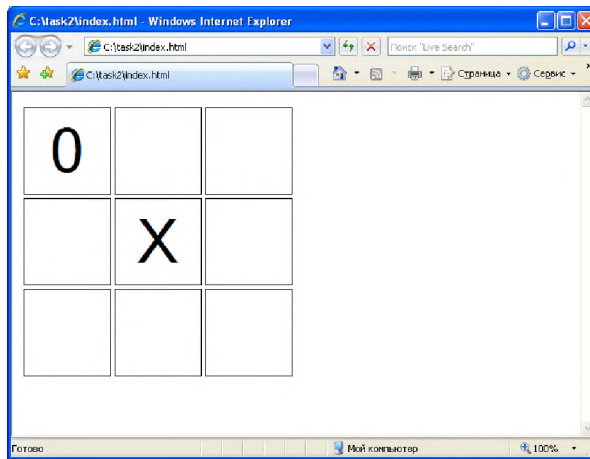 C:\task2\index.html - Windows Internet Explorer
C:\task2\index.html
Поиск "Live Search"
C:\task2\index.html
Страница
Сервис
0
X
Готово
Мой компьютер
100%